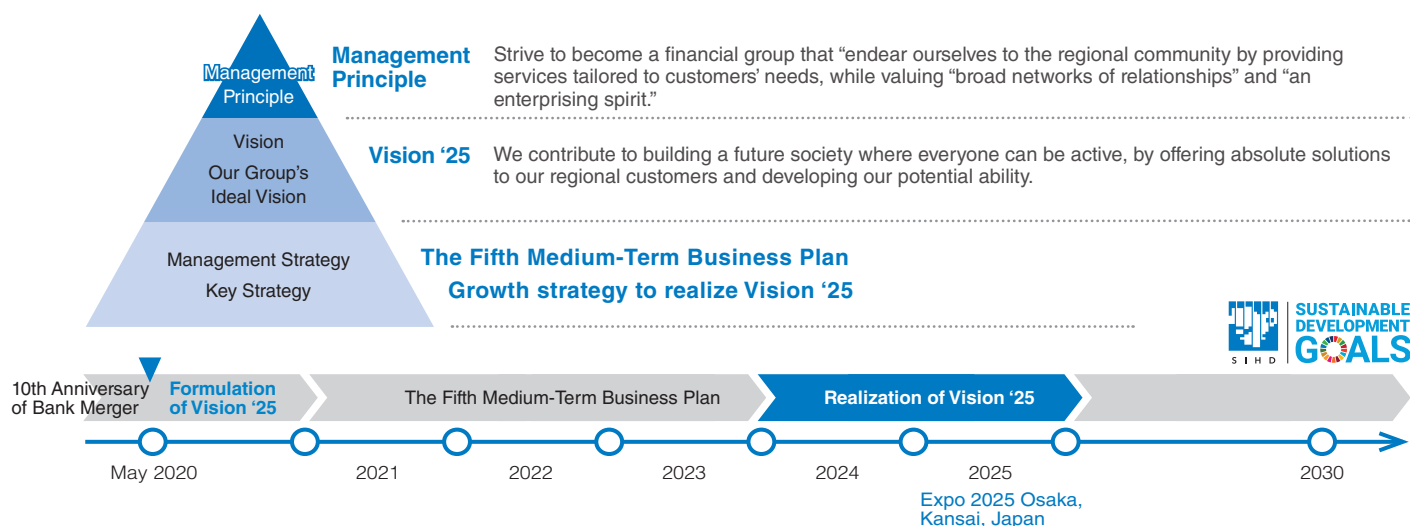 Management
Principle
Vision
Our Group's
Ideal Vision
Management Strategy
Key Strategy
Management
Principle
Strive to become a financial group that “endear ourselves to the regional community by providing
services tailored to customers’ needs, while valuing “broad networks of relationships” and “an
enterprising spirit.”
Vision ‘25
We contribute to building a future society where everyone can be active, by offering absolute solutions
to our regional customers and developing our potential ability.
The Fifth Medium-Term Business Plan
Growth strategy to realize Vision ‘25
SIHD
SUSTAINABLE
DEVELOPMENT
GOALS
10th Anniversary
of Bank Merger
Formulation
of Vision ‘25
The Fifth Medium-Term Business Plan
Realization of Vision ‘25
May 2020
2021
2022
2023
2024
2025
2030
Expo 2025 Osaka,
Kansai, Japan